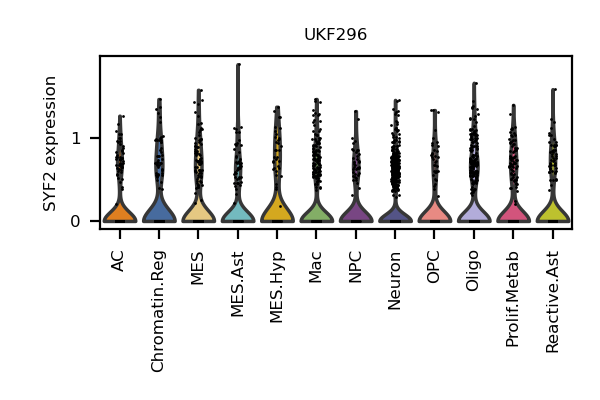 UKF296
SYF2 expression
1
0
AC
Chromatin.Reg
MES
MES.Ast
MES.Hyp
Mac
NPC
Neuron
OPC
Oligo
Prolif.Metab
Reactive.Ast